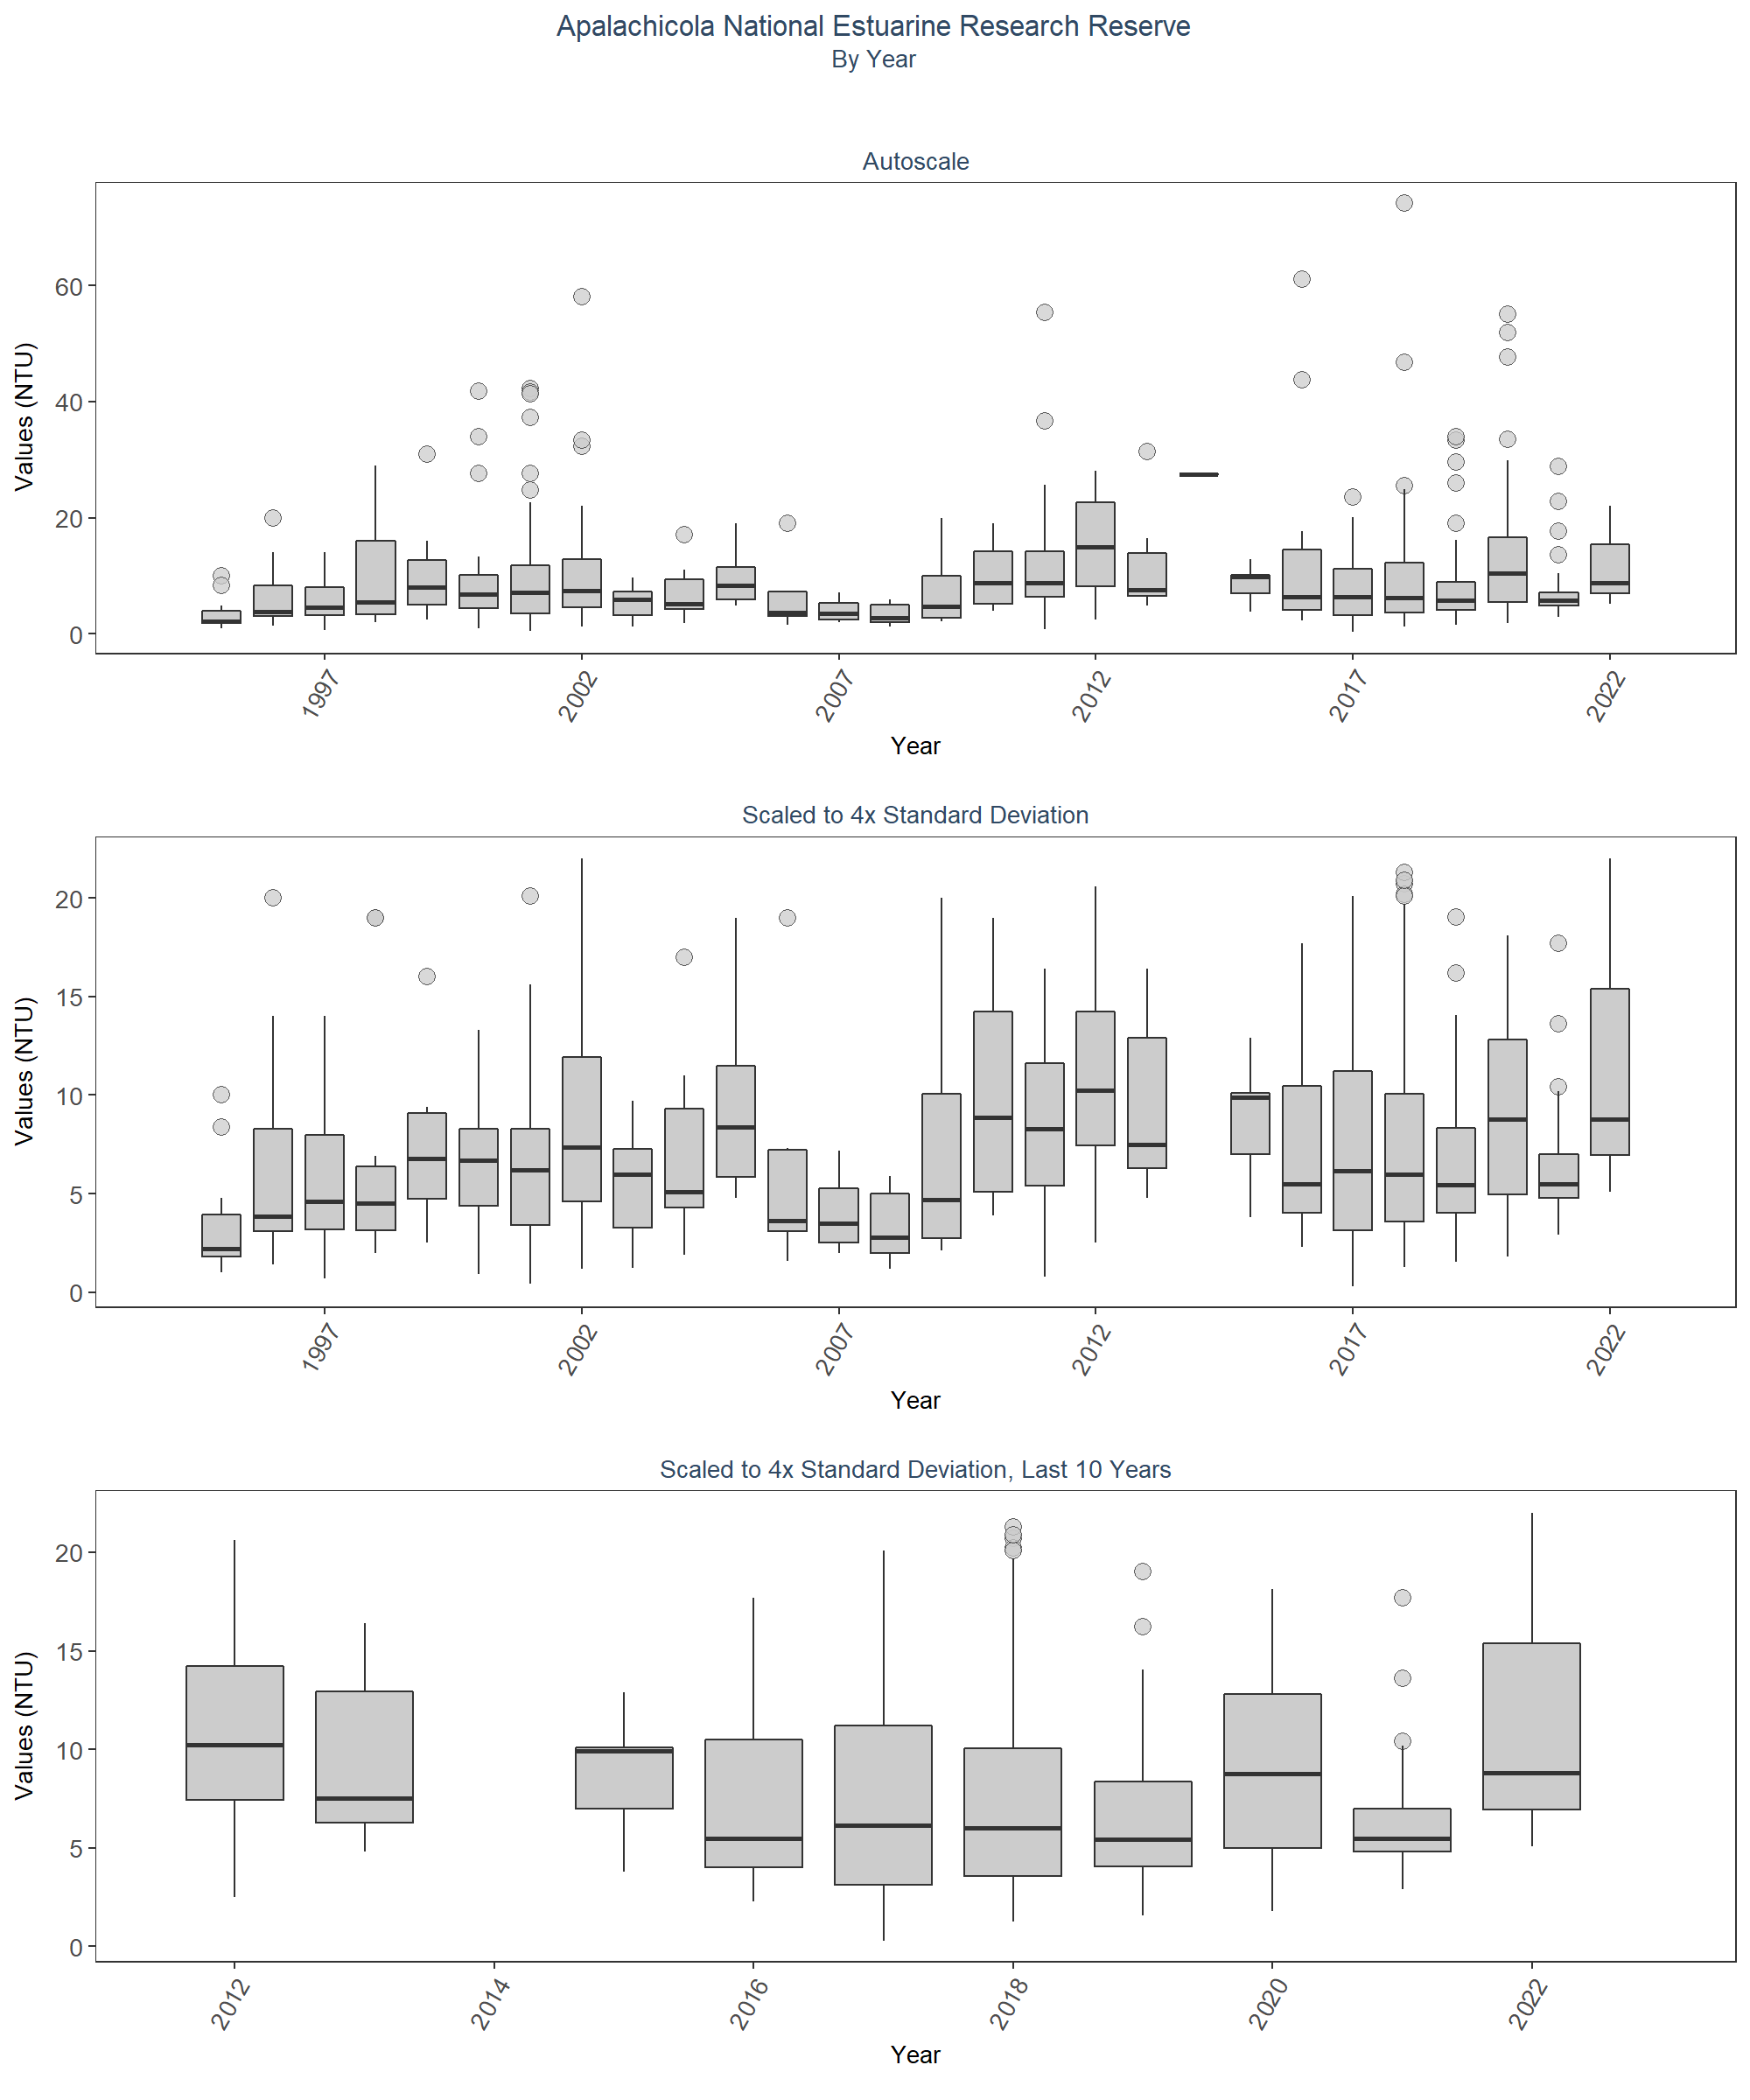 Apalachicola National Estuarine Research Reserve
By Year
Autoscale
Values (NTU)
60
40
20
0
1997 2002 2007 2012 2017 2022
Year
Scaled to 4x Standard Deviation
Values (NTU)
20
15
10
5
0
1997 2002 2007 2012 2017 2022
Year
Scaled to 4x Standard Deviation, Last 10 Years
Values (NTU)
20
15
10
5
0
2012 2014 2016 2018 2020 2022
Year